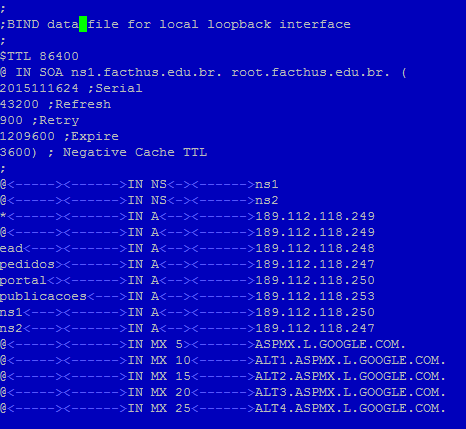 ;
;BIND data file for local loopback interface
;
$TTL 86400
@ IN SOA ns1.facthus.edu.br. root.facthus.edu.br. (
2015111624 ;Serial
43200 ;Refresh
900 ;Retry
1209600 ;Expire
3600) ; Negative Cache TTL
;
@<-----><------>IN NS<-><------>ns1
@<-----><------>IN NS<-><------>ns2
*<-----><------>IN A<--><------>189.112.118.249
@<-----><------>IN A<--><------>189.112.118.249
ead<---><------>IN A<--><------>189.112.118.248
pedidos><------>IN A<--><------>189.112.118.247
portal<><------>IN A<--><------>189.112.118.250
publicacoes<--->IN A<--><------>189.112.118.253
ns1<---><------>IN A<--><------>189.112.118.250
ns2<---><------>IN A<--><------>189.112.118.247
@<-----><------>IN MX 5><------>ASPMX.L.GOOGLE.COM.
@<-----><------>IN MX 10<------>ALT1.ASPMX.L.GOOGLE.COM.
@<-----><------>IN MX 15<------>ALT2.ASPMX.L.GOOGLE.COM.
@<-----><------>IN MX 20<------>ALT3.ASPMX.L.GOOGLE.COM.
@<-----><------>IN MX 25<------>ALT4.ASPMX.L.GOOGLE.COM.